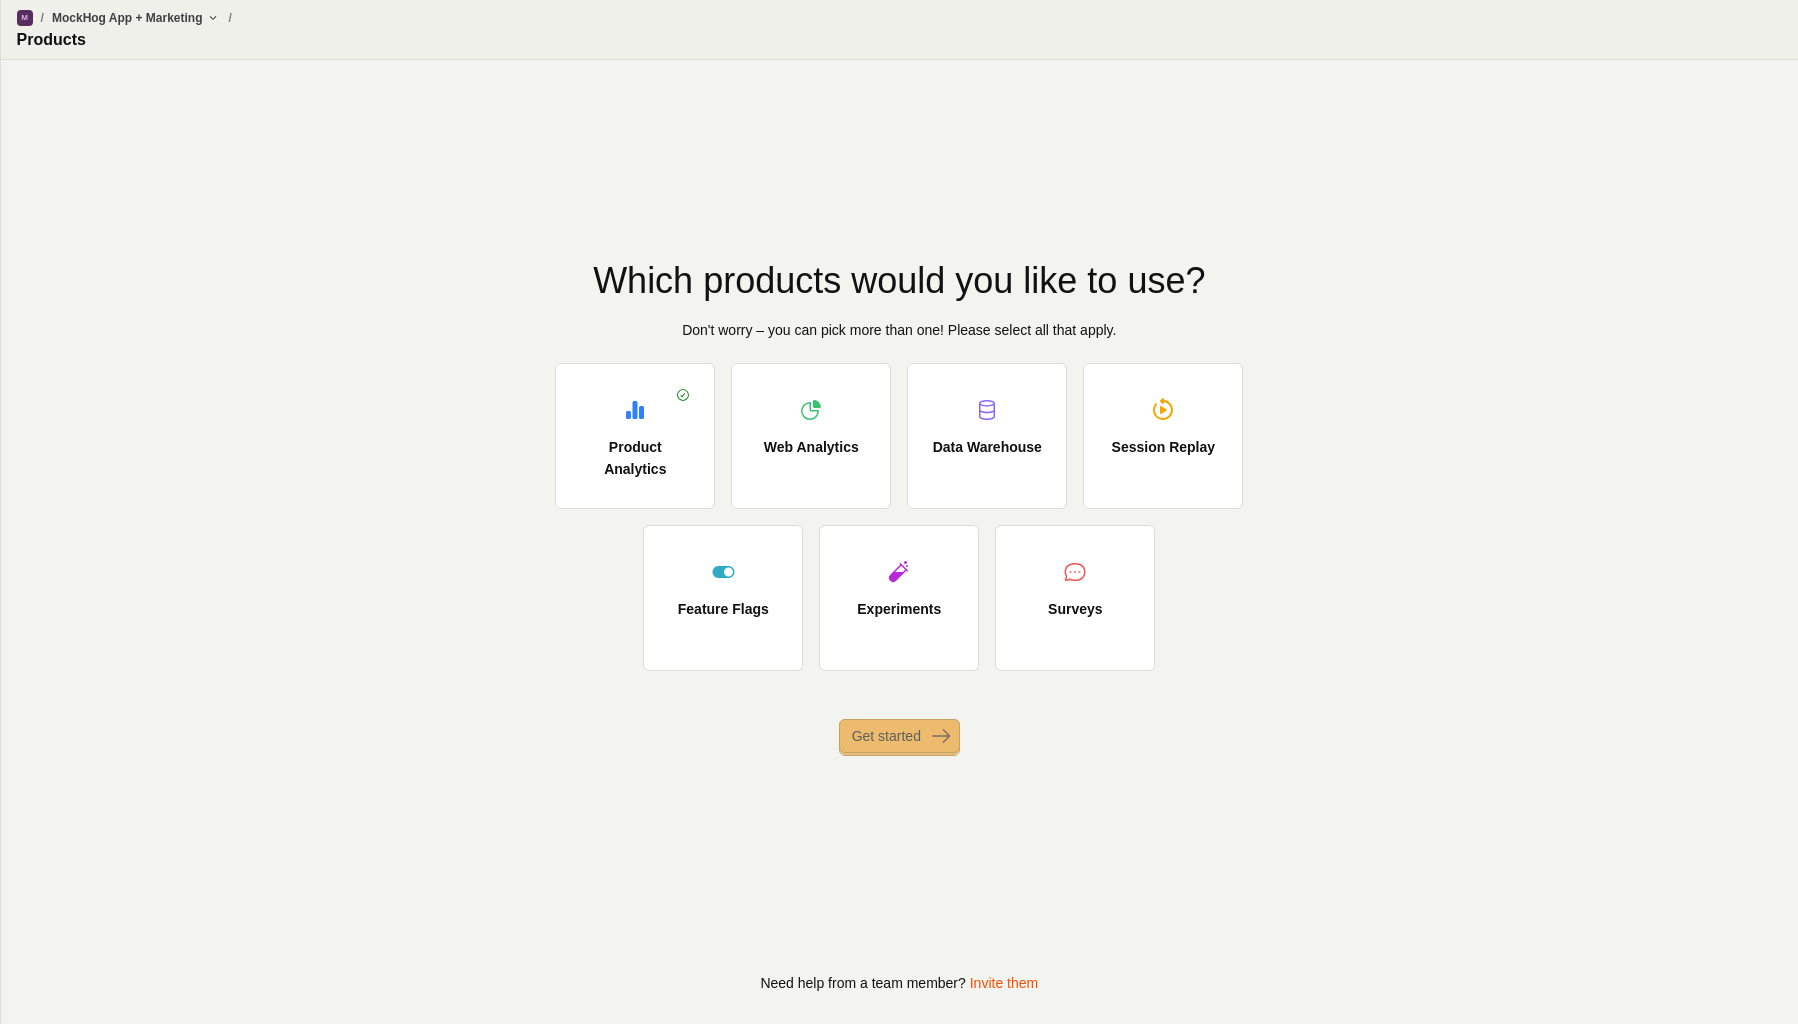 M / MockHog App + Marketing /
Products
Which products would you like to use?
Don't worry – you can pick more than one! Please select all that apply.
Product
Analytics
Web Analytics
Data Warehouse
Session Replay
Feature Flags
Experiments
Surveys
Get started
Need help from a team member? Invite them